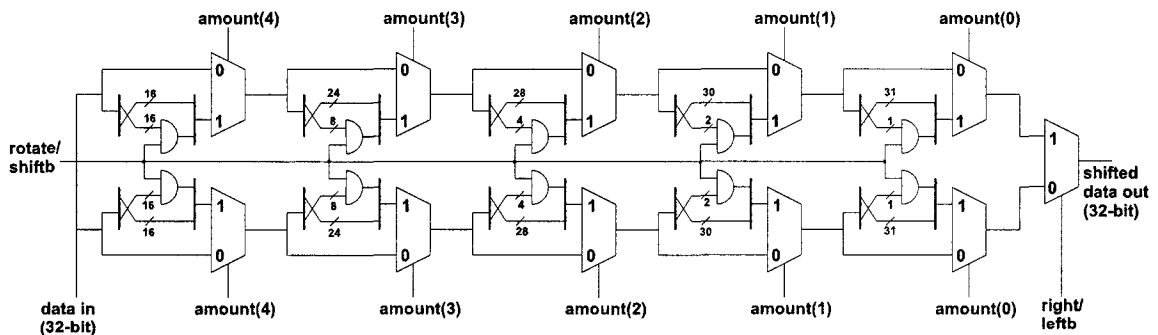 amount(4) amount(3) amount(2) amount(1) amount(0)
0 0 0 0 0
16 24 28 30 31
16 8 4 2 1
1 1 1 1 1
rotate/
shiftb
1
0
shifted
data out
(32-bit)
16 8 4 2 1
16 24 28 30 31
1 1 1 1 1
0 0 0 0 0
data in
(32-bit)
amount(4) amount(3) amount(2) amount(1) amount(0)
right/
leftb